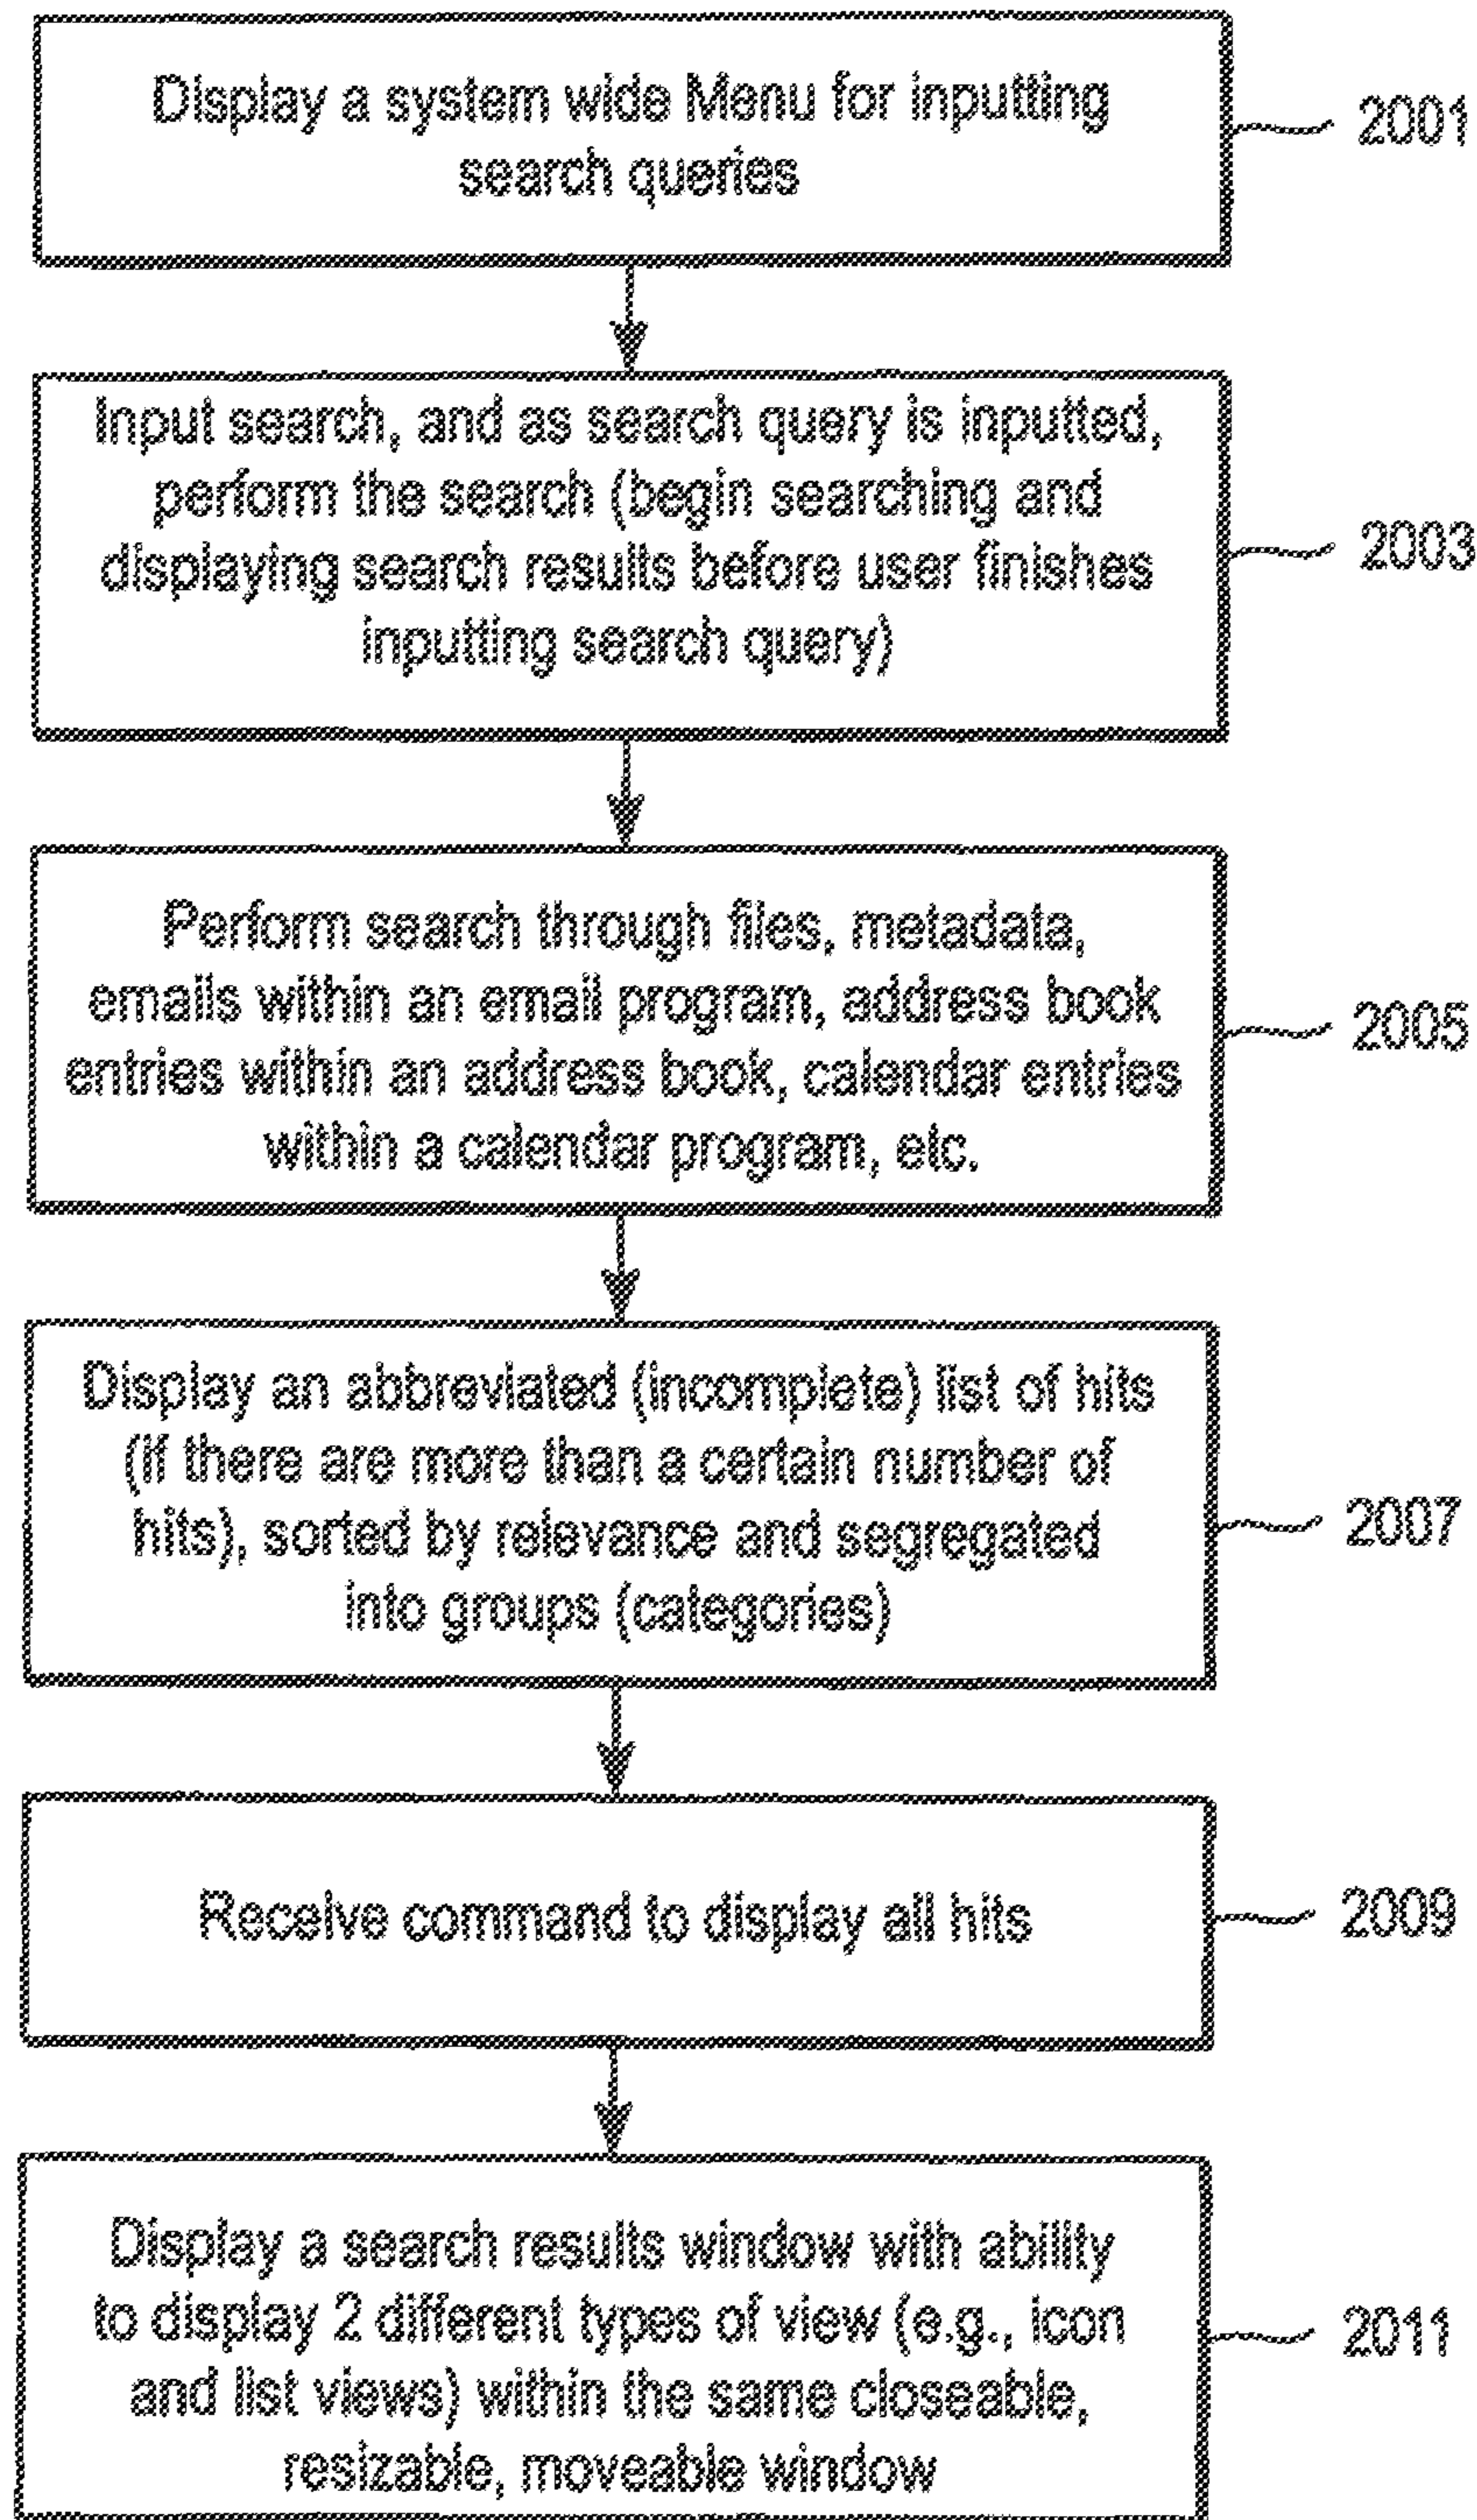 Display a system wide Menu for inputting
search queries
2001
Input search, and as search query is inputted,
perform the search (begin searching and
displaying search results before user finishes
inputting search query)
2003
Perform search through files, metadata,
emails within an email program, address book
entries within an address book, calendar entries
within a calendar program, etc.
2005
Display an abbreviated (incomplete) list of hits
(if there are more than a certain number of
hits), sorted by relevance and segregated
into groups (categories)
2007
Receive command to display all hits
2009
Display a search results window with ability
to display 2 different types of view (e.g., icon
and list views) within the same closeable,
resizable, moveable window
2011